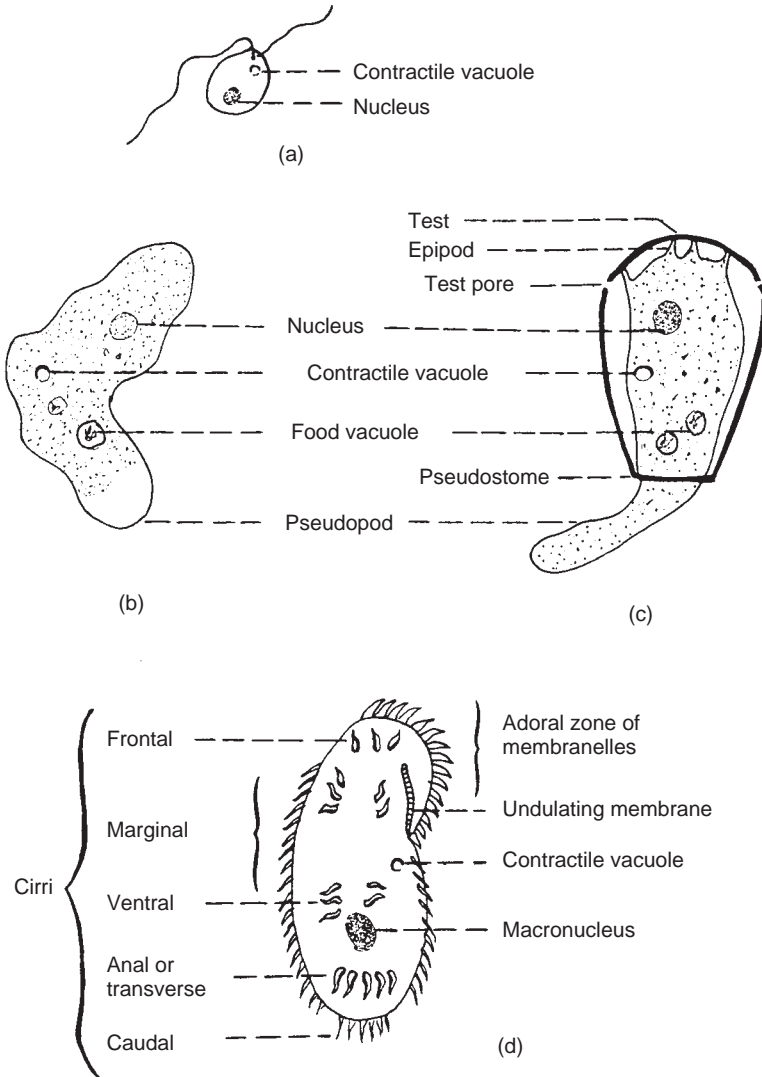 Contractile vacuole
Nucleus
(a)
Test
Epipod
Test pore
Nucleus
Contractile vacuole
Food vacuole
Pseudostome
Pseudopod
(b)
(c)
Frontal
Adoral zone of
membranelles
Undulating membrane
Marginal
Contractile vacuole
Cirri
Ventral
Macronucleus
Anal or
transverse
Caudal
(d)